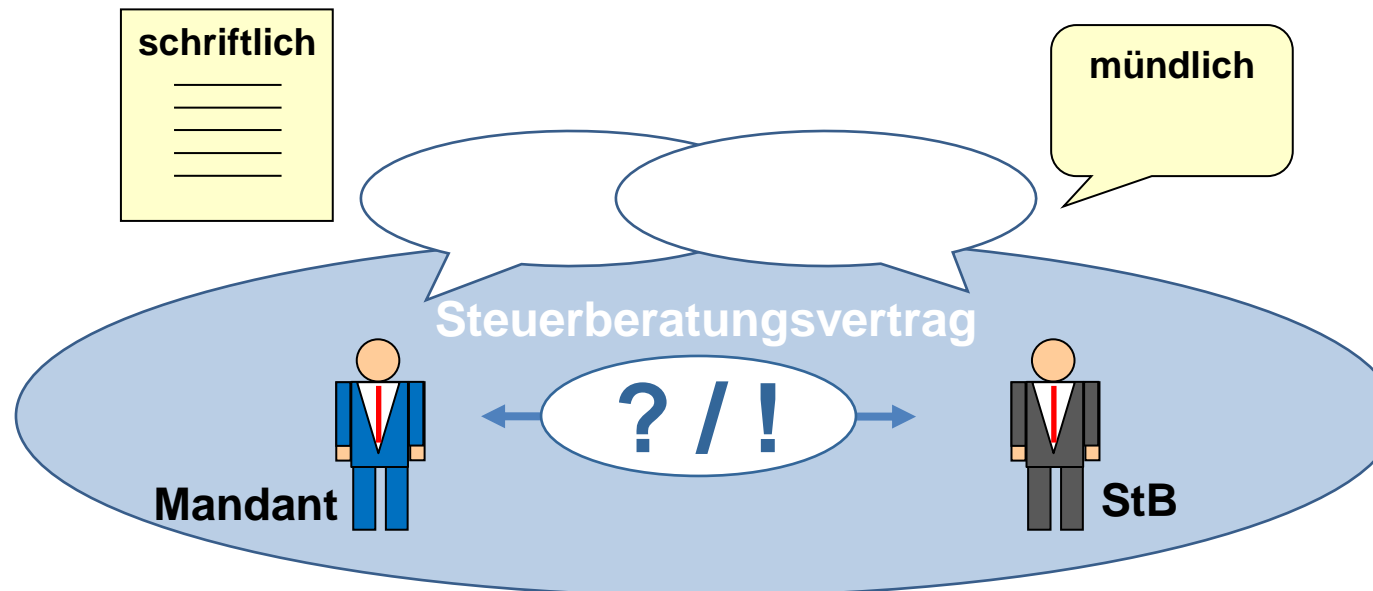 schriftlich
mündlich
Steuerberatungsvertrag
? / !
Mandant
StB